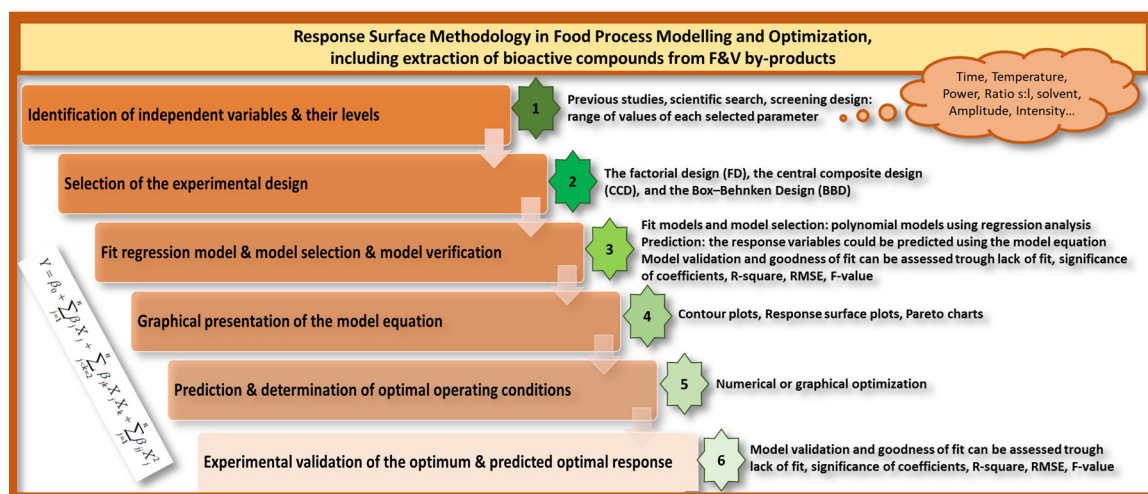 Response Surface Methodology in Food Process Modelling and Optimization,
including extraction of bioactive compounds from F&V by-products
Time, Temperature,
Power, Ratio s:l, solvent,
Amplitude, Intensity...
Identification of independent variables & their levels
1
Previous studies, scientific search, screening design:
range of values of each selected parameter
Selection of the experimental design
2
The factorial design (FD), the central composite design
(CCD), and the Box–Behnken Design (BBD)
Fit regression model & model selection & model verification
3
Fit models and model selection: polynomial models using regression analysis
Prediction: the response variables could be predicted using the model equation
Model validation and goodness of fit can be assessed trough lack of fit, significance
of coefficients, R-square, RMSE, F-value
Graphical presentation of the model equation
4
Contour plots, Response surface plots, Pareto charts
Prediction & determination of optimal operating conditions
5
Numerical or graphical optimization
Experimental validation of the optimum & predicted optimal response
6
Model validation and goodness of fit can be assessed trough
lack of fit, significance of coefficients, R-square, RMSE, F-value
Y = β0 + ∑ j=1 n βjXj + ∑ j<k=2 n βjkXjXk + ∑ j=1 n βjjXj2